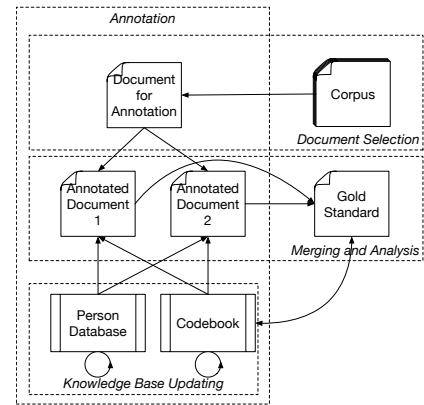 Annotation
Document
for
Annotation
Corpus
Document Selection
Annotated
Document
1
Annotated
Document
2
Gold
Standard
Merging and Analysis
Person
Database
Codebook
Knowledge Base Updating